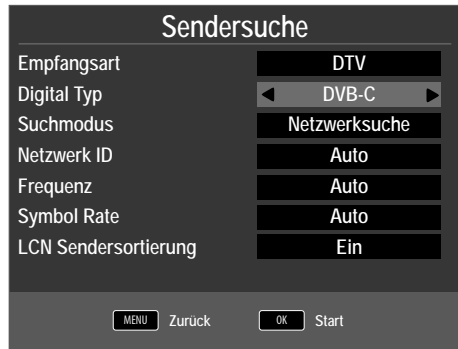 Sendersuche
Empfangsart DTV
Digital Typ DVB-C
Suchmodus Netzwerksuche
Netzwerk ID Auto
Frequenz Auto
Symbol Rate Auto
LCN Sendersortierung Ein
MENU Zurück OK Start